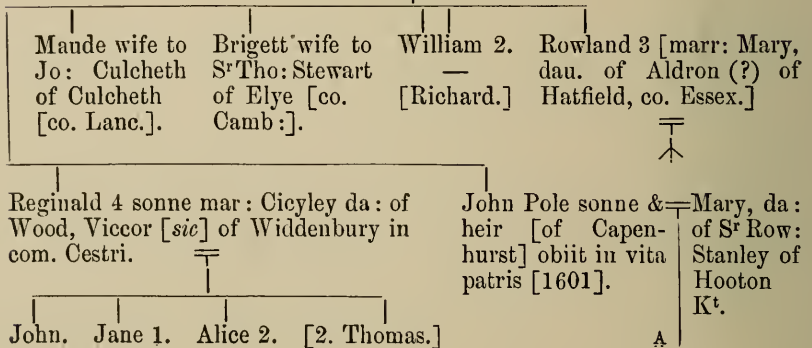 Maude wife to
Jo: Culcheth
of Culcheth
[co. Lanc.].
Brigett wife to
Sʳ Tho: Stewart
of Elye [co.
Camb:].
William 2.
—
[Richard.]
Rowland 3 [marr: Mary,
dau. of Aldron (?) of
Hatfield, co. Essex.]
Reginald 4 sonne mar: Cicyley da: of
Wood, Viccor [sic] of Widdenbury in
com. Cestri.
John Pole sonne &
heir [of Capen-
hurst] obiit in vita
patris [1601].
Mary, da:
of Sʳ Row:
Stanley of
Hooton
Kᵗ.
John. Jane 1. Alice 2. [2. Thomas.]
A